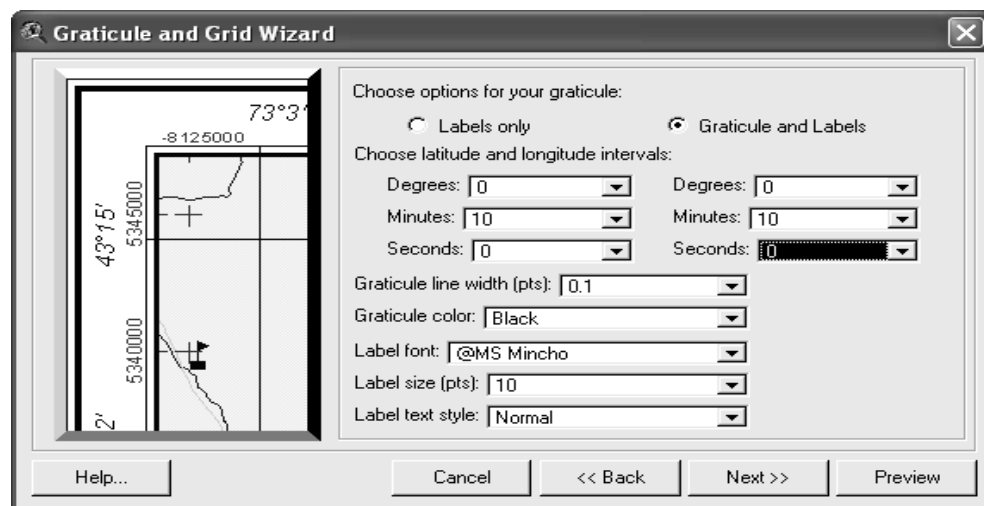 Graticule and Grid Wizard
73°3'
-8125000
43°15'
5345000
5340000
2'
Choose options for your graticule:
Labels only Graticule and Labels
Choose latitude and longitude intervals:
Degrees: 0 Degrees: 0
Minutes: 10 Minutes: 10
Seconds: 0 Seconds: 0
Graticule line width (pts): 0.1
Graticule color: Black
Label font: @MS Mincho
Label size (pts): 10
Label text style: Normal
Help... Cancel << Back Next >> Preview